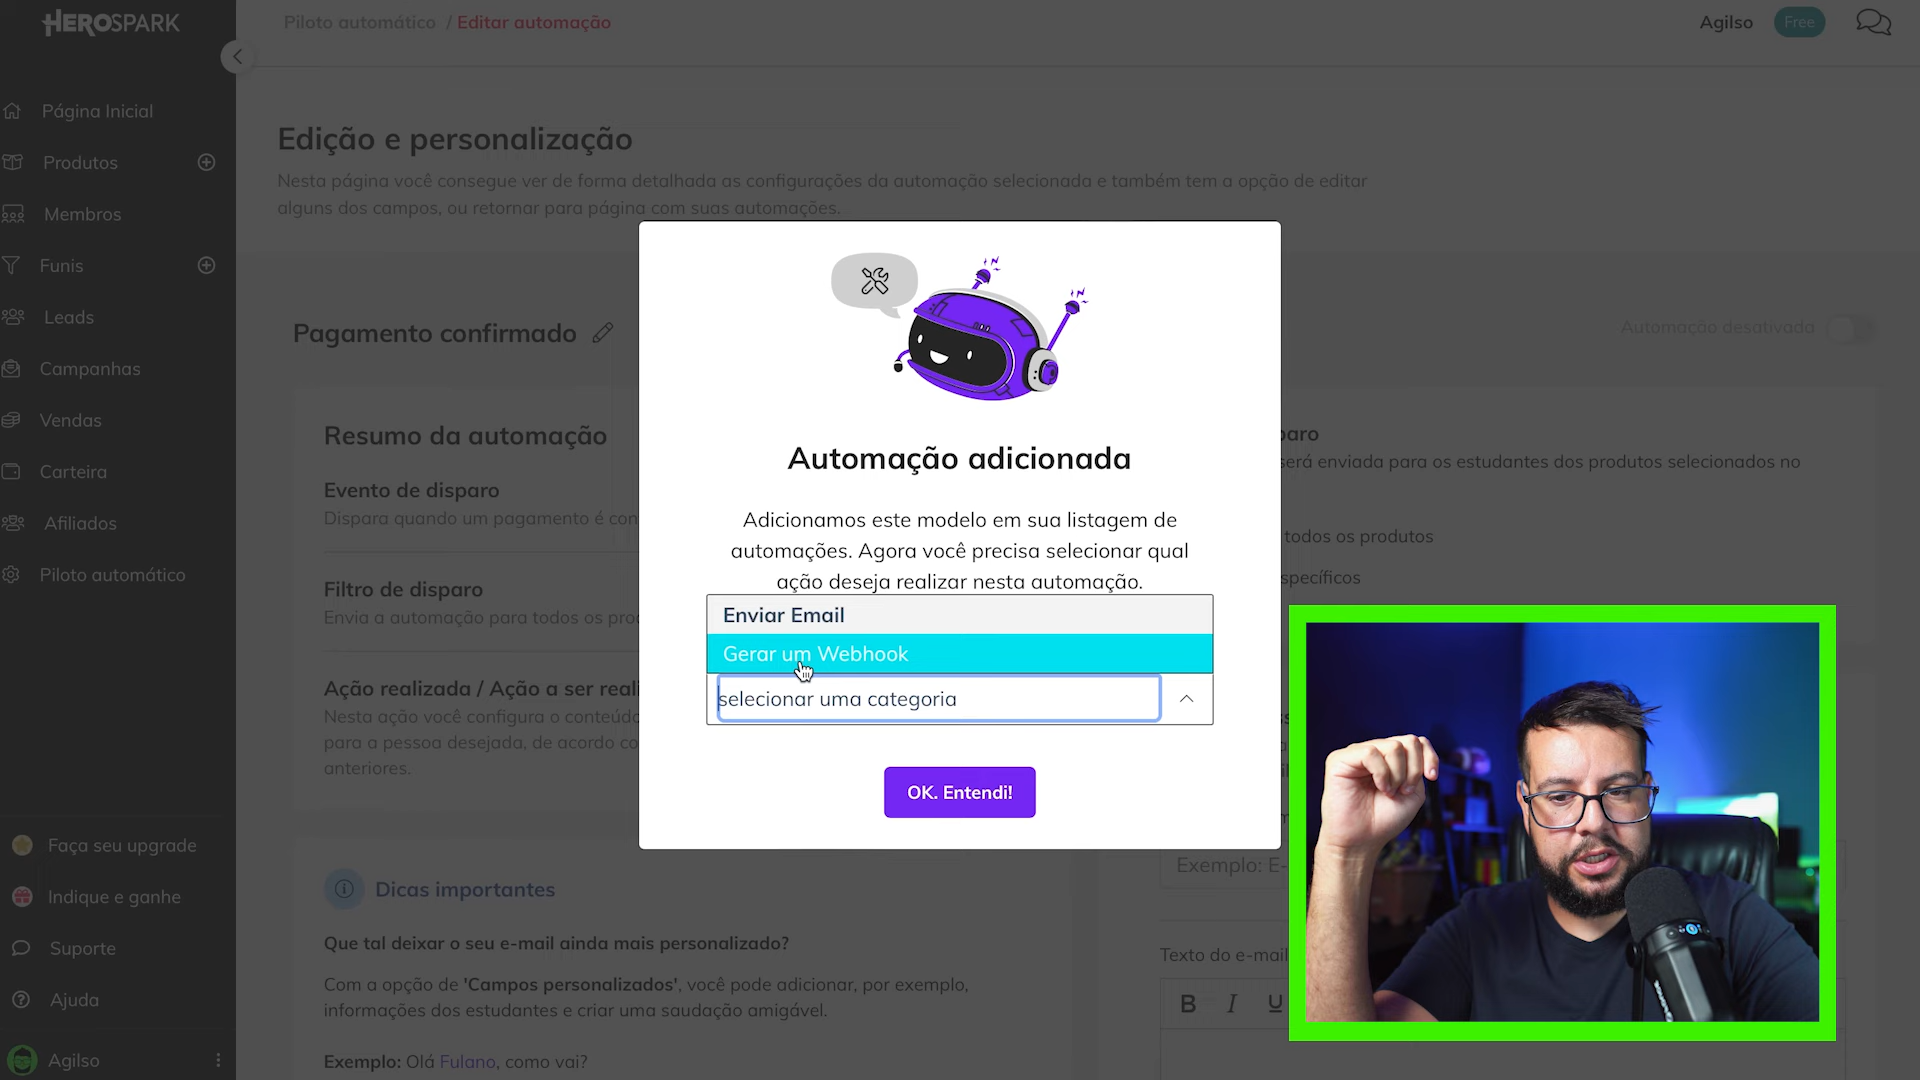 HEROSPARK
Piloto automático / Editar automação
Agilso
Free
Página Inicial
Produtos
Membros
Funis
Leads
Campanhas
Vendas
Carteira
Afiliados
Piloto automático
Faça seu upgrade
Indique e ganhe
Suporte
Ajuda
Agilso
Edição e personalização
Nesta página você consegue ver de forma detalhada as configurações da automação selecionada e também tem a opção de editar
alguns dos campos, ou retornar para página com suas automações.
Pagamento confirmado
Automação desativada
Resumo da automação
Evento de disparo
Dispara quando um pagamento é con
Filtro de disparo
Envia a automação para todos os pro
Ação realizada / Ação a ser reali
Nesta ação você configura o conteúdo
para a pessoa desejada, de acordo co
anteriores.
Dicas importantes
Que tal deixar o seu e-mail ainda mais personalizado?
Com a opção de 'Campos personalizados', você pode adicionar, por exemplo,
informações dos estudantes e criar uma saudação amigável.
Exemplo: Olá Fulano, como vai?
Automação adicionada
Adicionamos este modelo em sua listagem de
automações. Agora você precisa selecionar qual
ação deseja realizar nesta automação.
Enviar Email
Gerar um Webhook
selecionar uma categoria
OK. Entendi!
paro
será enviada para os estudantes dos produtos selecionados no
todos os produtos
specíficos
Exemplo: E-
Texto do e-mail
B I U